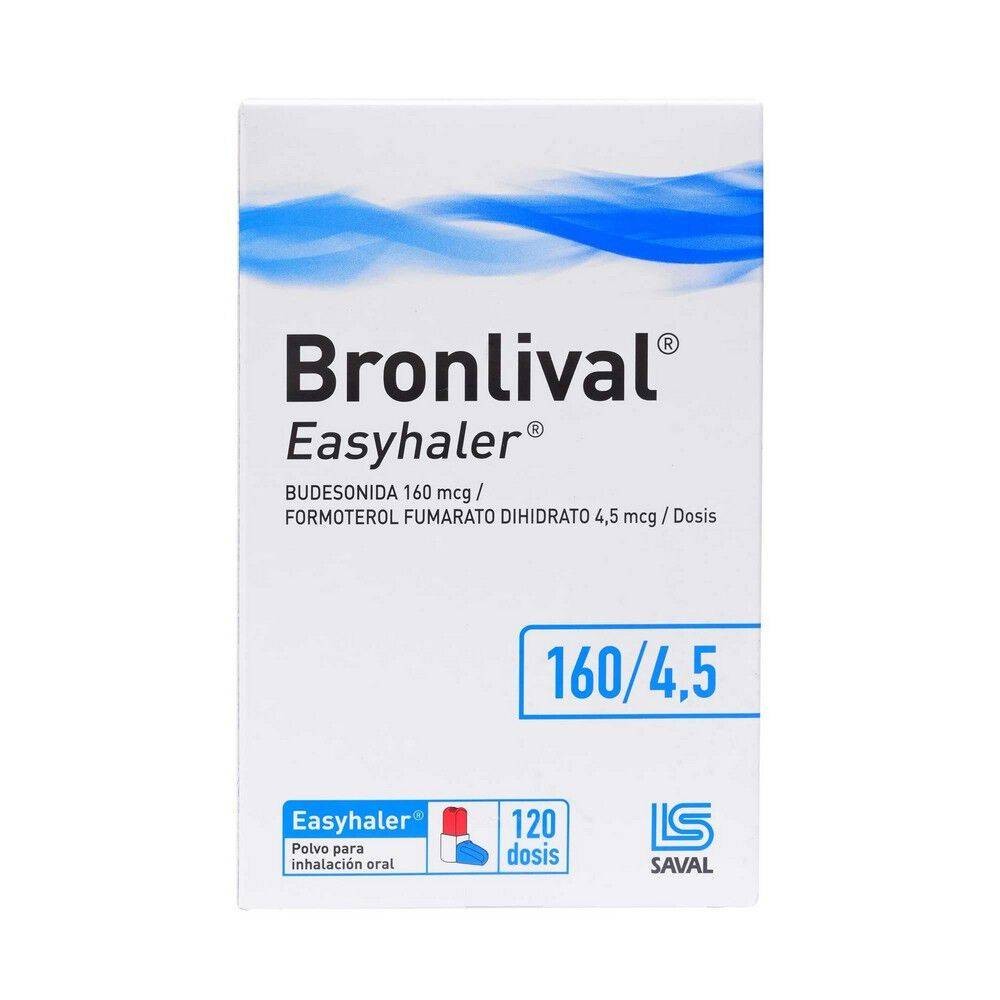 Bronlival®
Easyhaler®
BUDESONIDA 160 mcg /
FORMOTEROL FUMARATO DIHIDRATO 4,5 mcg / Dosis
160/4,5
Easyhaler®
Polvo para
inhalación oral
120
dosis
LS
SAVAL